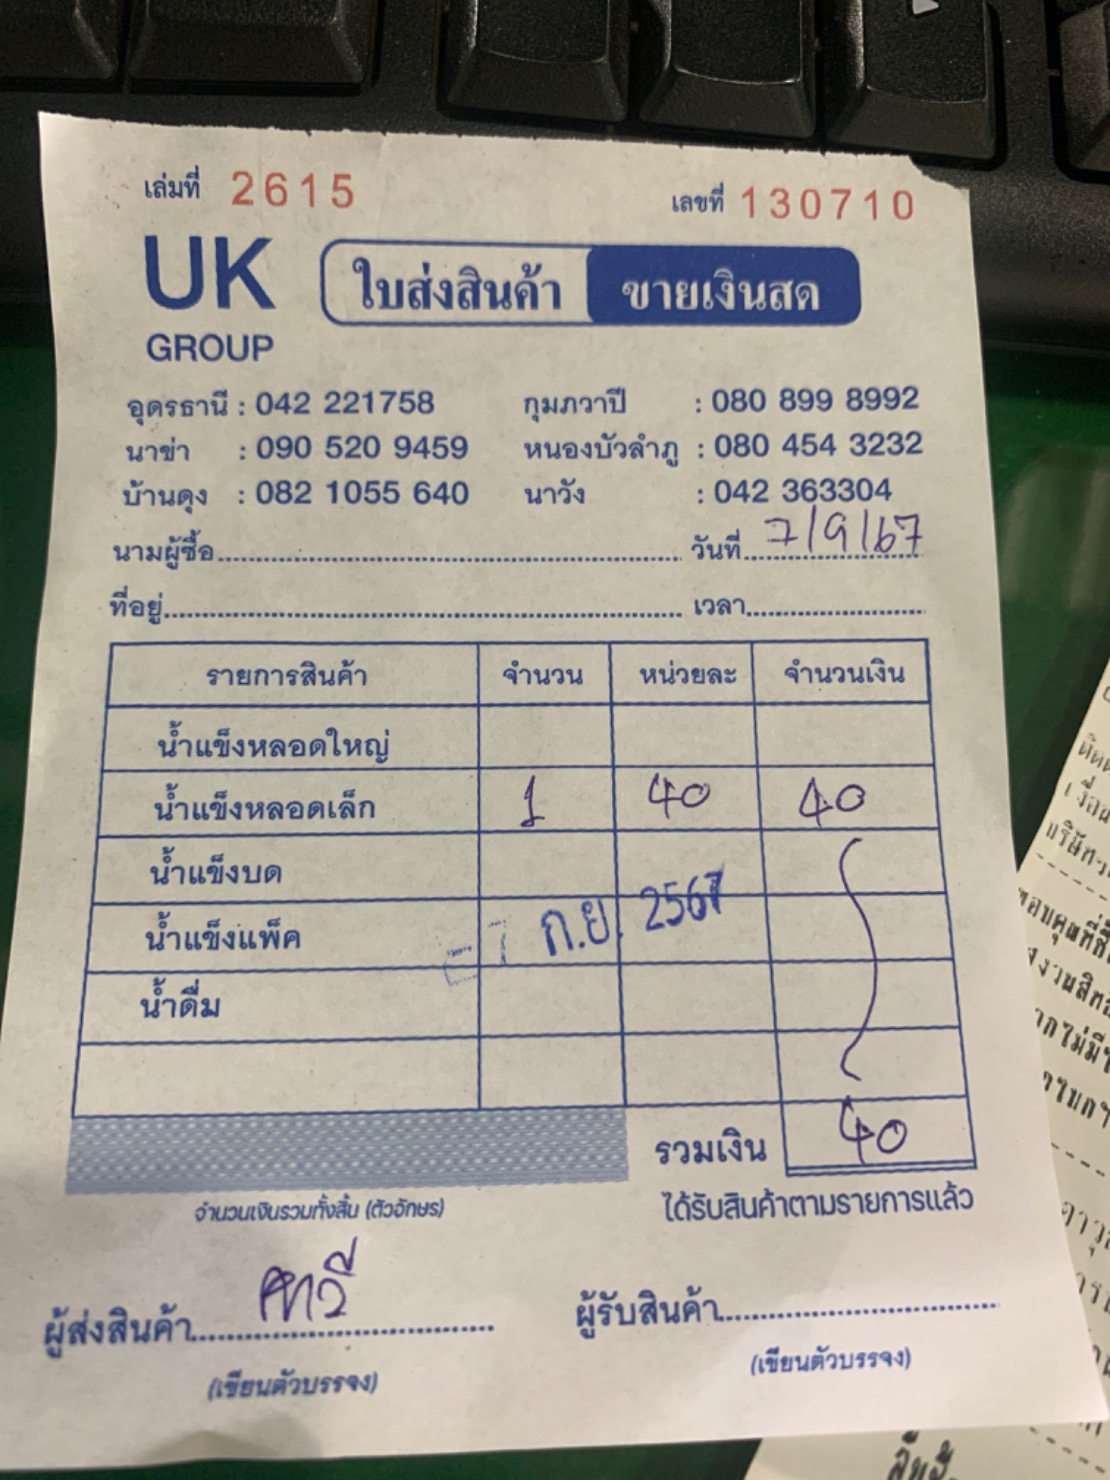 เล่มที่ 2615 เลขที่ 130710
UK
GROUP
ใบส่งสินค้า ขายเงินสด
อุดรธานี : 042 221758 กุมภวาปี : 080 899 8992
นาข่า : 090 520 9459 หนองบัวลำภู : 080 454 3232
บ้านดุง : 082 1055 640 นาวัง : 042 363304
นามผู้ซื้อ วันที่ 7/9/67
ที่อยู่ เวลา
รายการสินค้า จำนวน หน่วยละ จำนวนเงิน
น้ำแข็งหลอดใหญ่
น้ำแข็งหลอดเล็ก 1 40 40
น้ำแข็งบด
น้ำแข็งแพ็ค
-7 ก.ย. 2567
น้ำดื่ม
รวมเงิน 40
จำนวนเงินรวมทั้งสิ้น (ตัวอักษร) ได้รับสินค้าตามรายการแล้ว
ผู้ส่งสินค้า ผู้รับสินค้า
(เขียนตัวบรรจง) (เขียนตัวบรรจง)